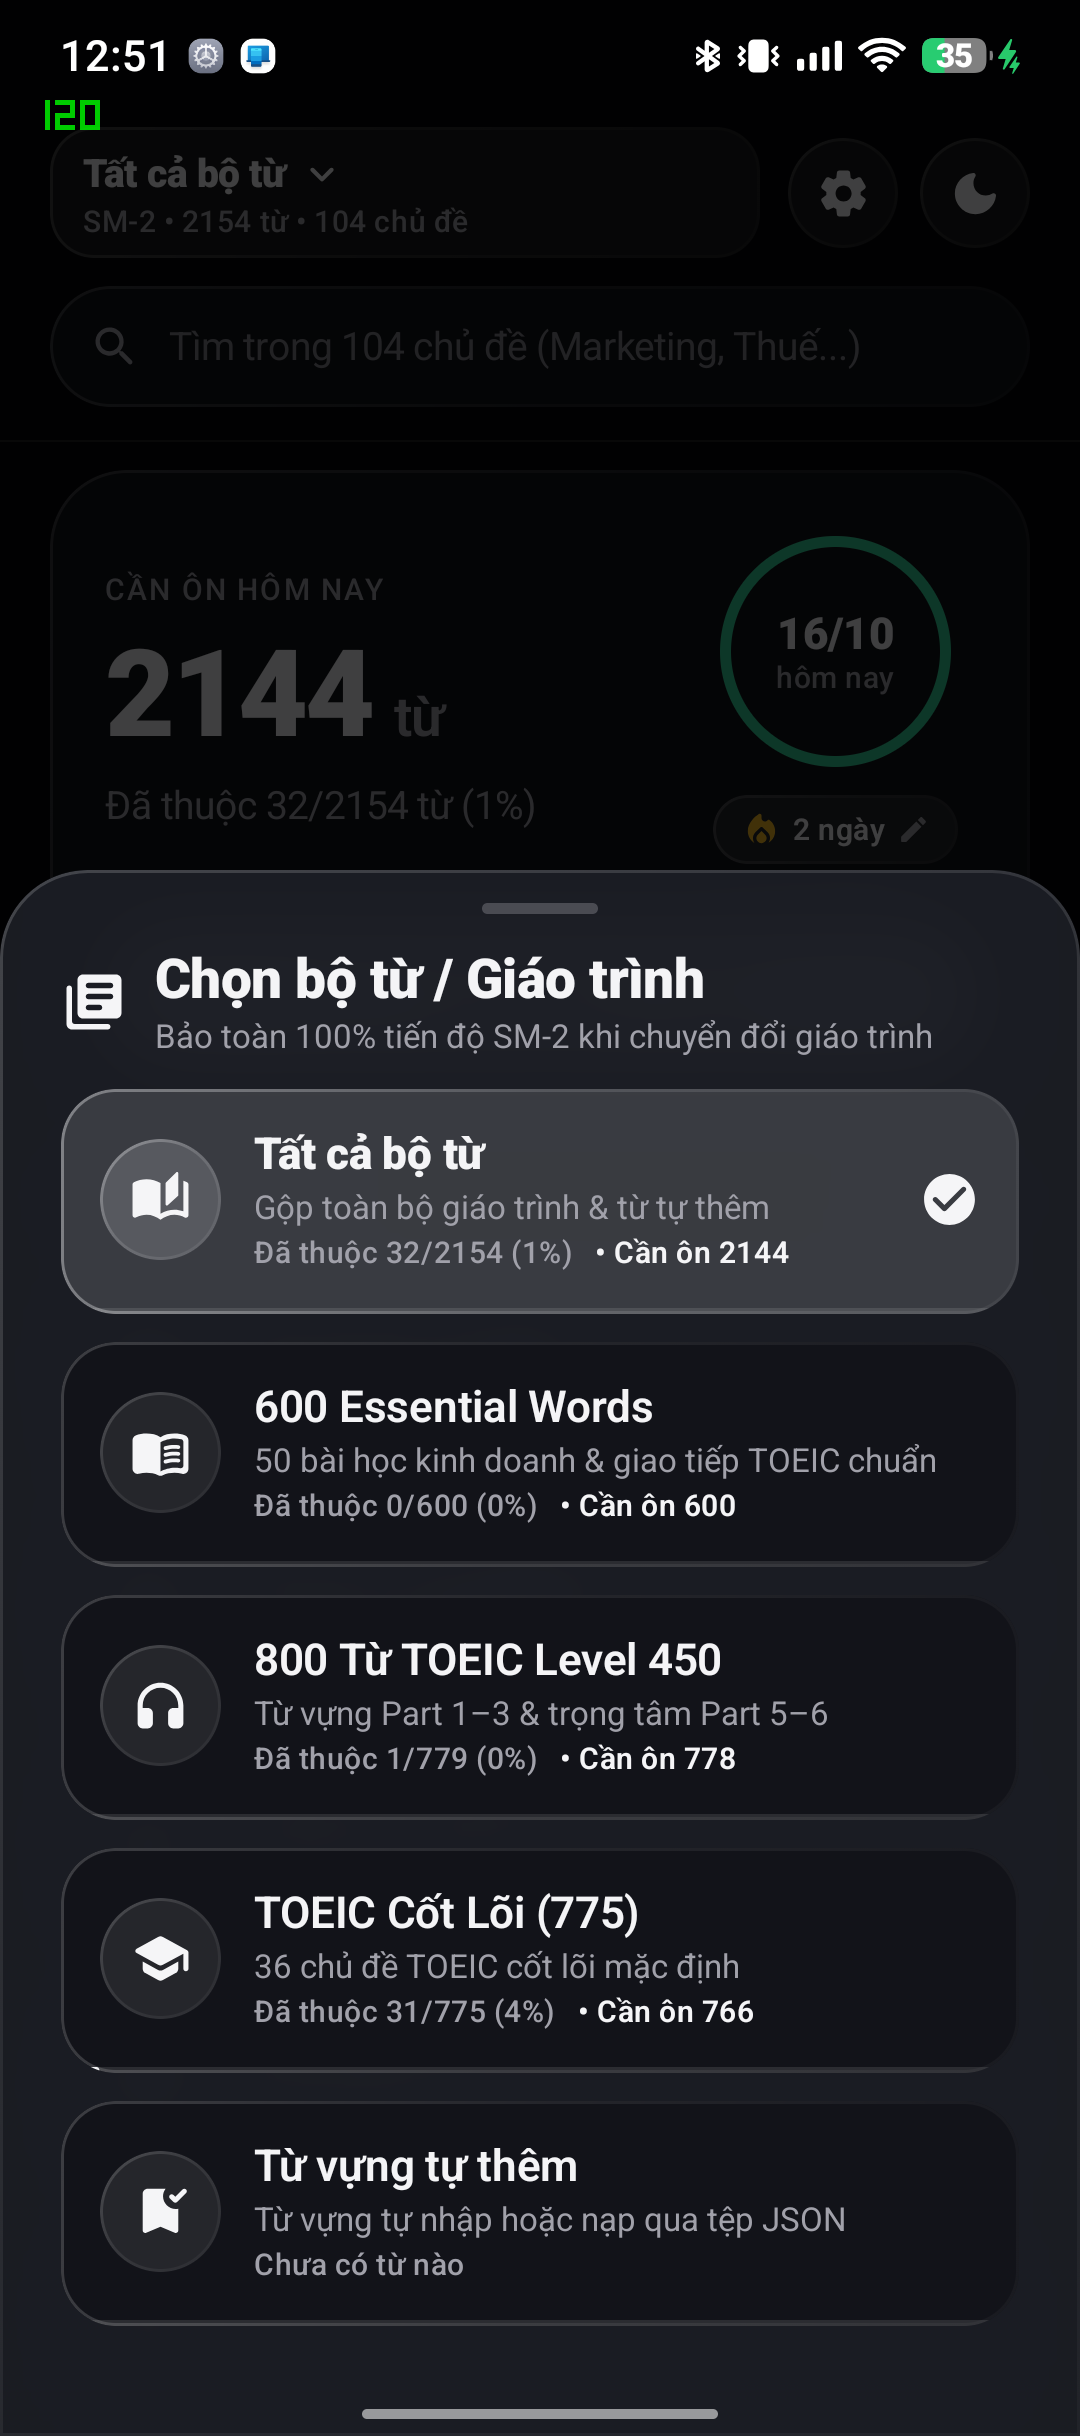 12:51
35
120
Tất cả bộ từ
SM-2 • 2154 từ • 104 chủ đề
Tìm trong 104 chủ đề (Marketing, Thuế...)
CẦN ÔN HÔM NAY
2144 từ
Đã thuộc 32/2154 từ (1%)
16/10
hôm nay
2 ngày
Chọn bộ từ / Giáo trình
Bảo toàn 100% tiến độ SM-2 khi chuyển đổi giáo trình
Tất cả bộ từ
Gộp toàn bộ giáo trình & từ tự thêm
Đã thuộc 32/2154 (1%) • Cần ôn 2144
600 Essential Words
50 bài học kinh doanh & giao tiếp TOEIC chuẩn
Đã thuộc 0/600 (0%) • Cần ôn 600
800 Từ TOEIC Level 450
Từ vựng Part 1–3 & trọng tâm Part 5–6
Đã thuộc 1/779 (0%) • Cần ôn 778
TOEIC Cốt Lõi (775)
36 chủ đề TOEIC cốt lõi mặc định
Đã thuộc 31/775 (4%) • Cần ôn 766
Từ vựng tự thêm
Từ vựng tự nhập hoặc nạp qua tệp JSON
Chưa có từ nào